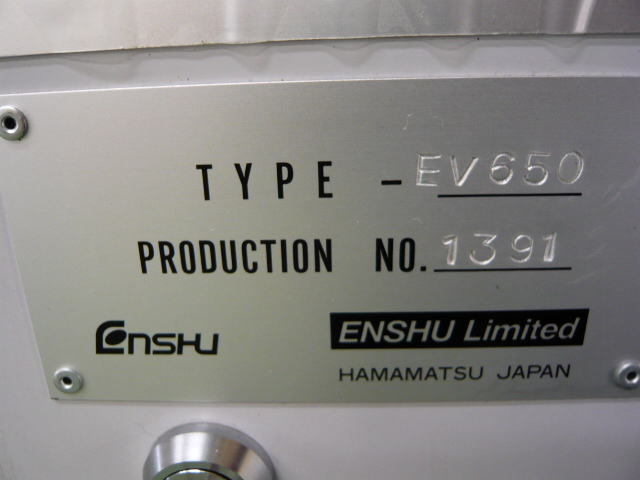 TYPE - EV650
PRODUCTION NO. 1391
ENSHU
ENSHU Limited
HAMAMATSU JAPAN